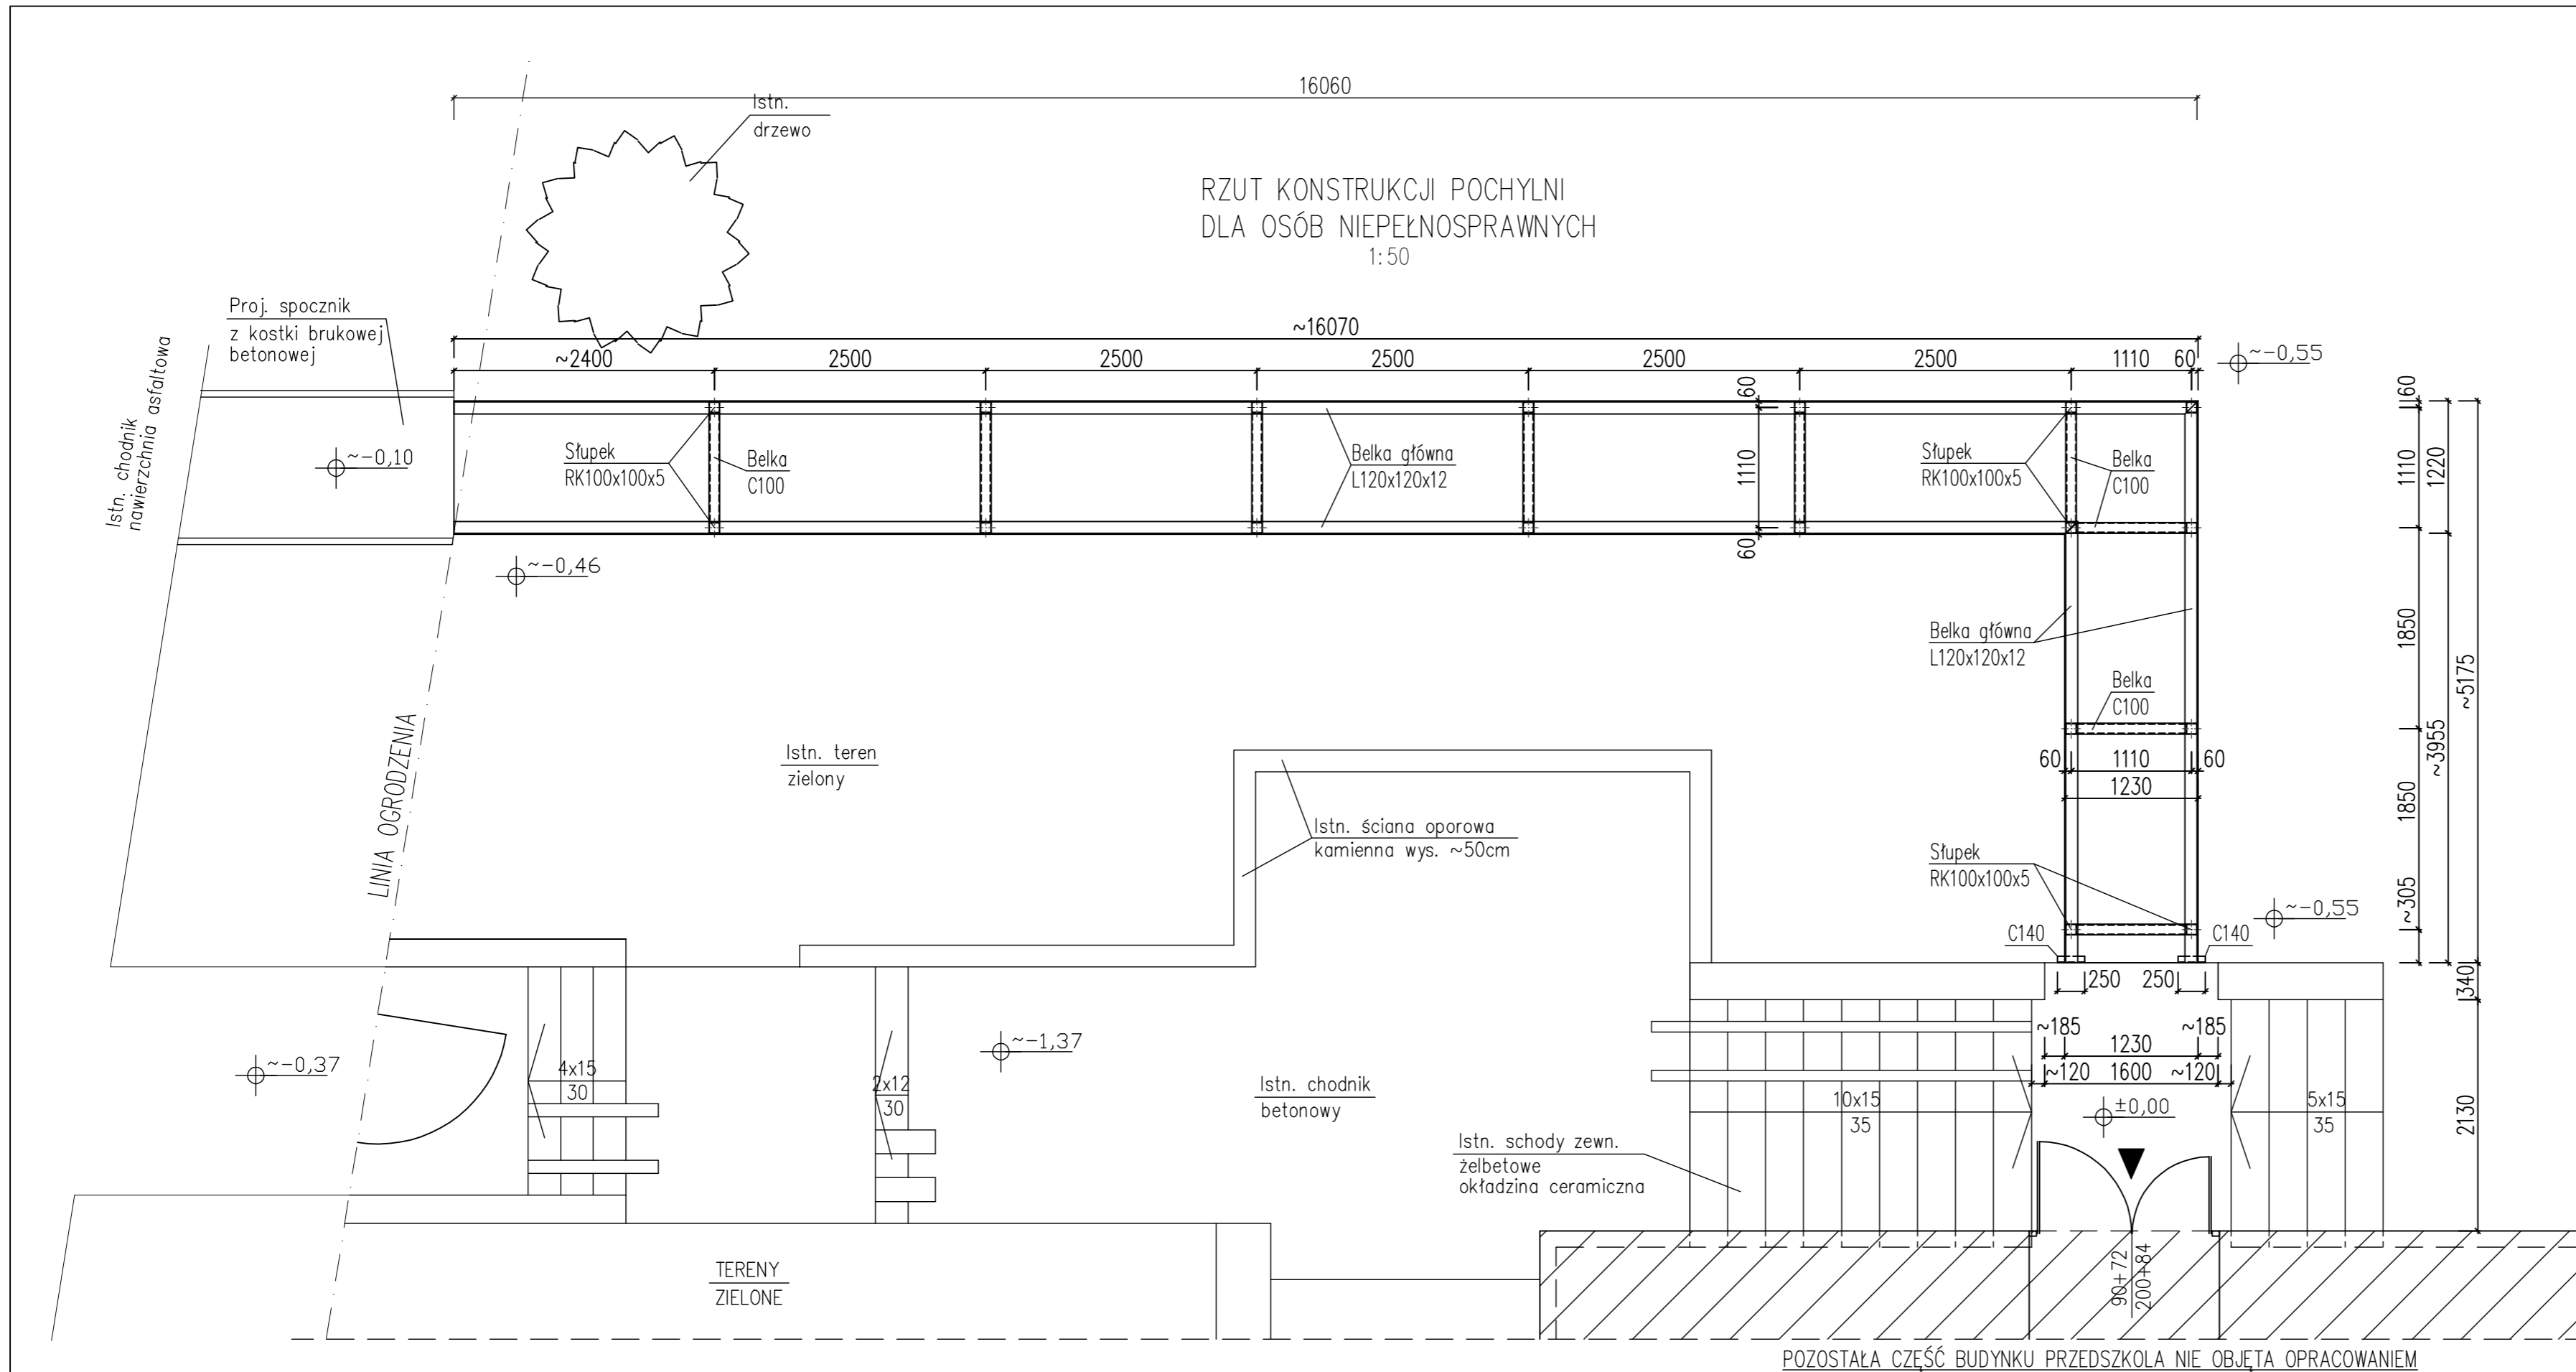 16060
Istn.
drzewo
RZUT KONSTRUKCJI POCHYLNI
DLA OSÓB NIEPEŁNOSPRAWNYCH
1:50
Proj. spocznik
z kostki brukowej
betonowej
Istn. chodnik
nawierzchnia asfaltowa
~16070
~2400
2500
2500
2500
2500
2500
1110
60
~-0,55
~-0,10
Słupek
RK100x100x5
Belka
C100
Belka główna
L120x120x12
60
1110
60
Słupek
RK100x100x5
Belka
C100
60
1110
1220
~-0,46
Belka główna
L120x120x12
1850
~5175
Belka
C100
~3955
LINIA OGRODZENIA
Istn. teren
zielony
60
1110
60
1230
1850
Istn. ściana oporowa
kamienna wys. ~50cm
Słupek
RK100x100x5
~305
~-0,55
C140
C140
250
250
340
~185
~185
1230
~120
1600
~120
~-0,37
4x15
30
2x12
30
~-1,37
Istn. chodnik
betonowy
10x15
35
±0,00
5x15
35
2130
Istn. schody zewn.
żelbetowe
okładzina ceramiczna
90+72
200+84
TERENY
ZIELONE
POZOSTAŁA CZĘŚĆ BUDYNKU PRZEDSZKOLA NIE OBJĘTA OPRACOWANIEM